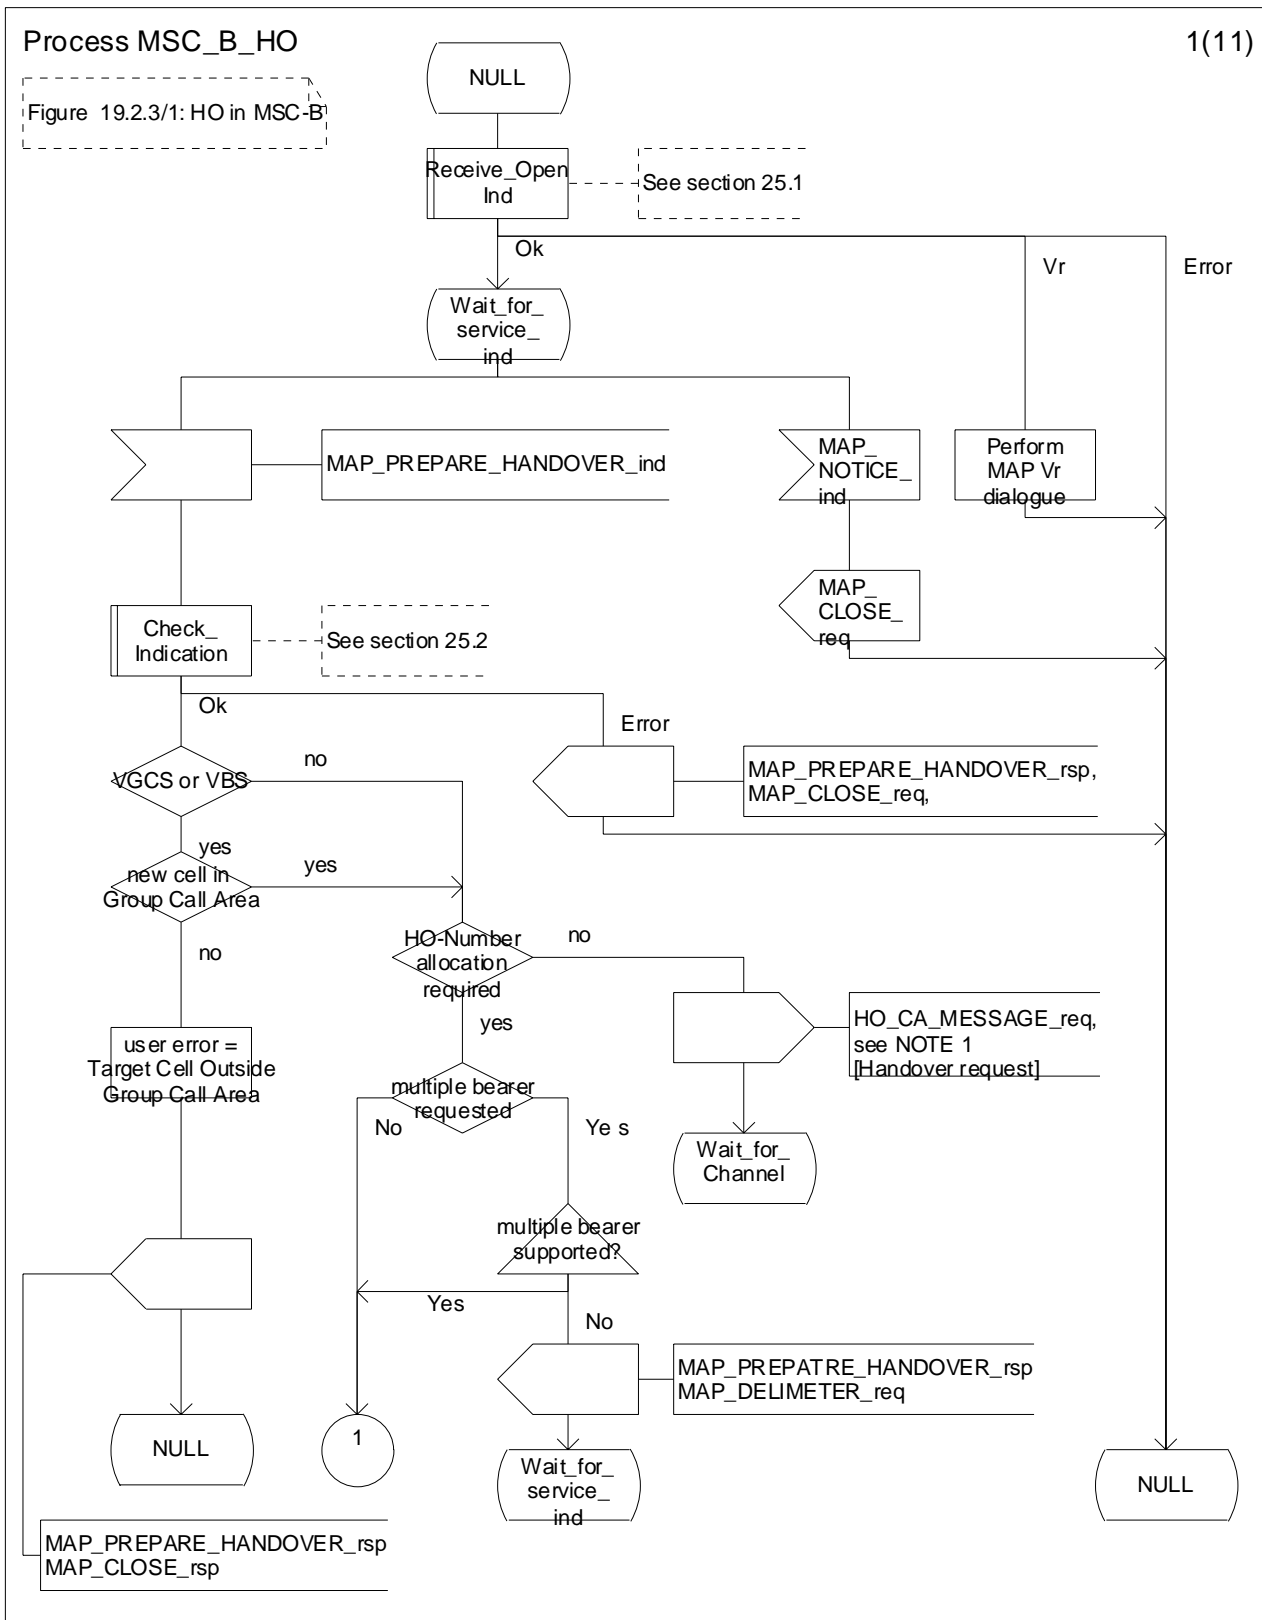 Process MSC_B_HO
1(11)
Figure 19.2.3/1: HO in MSC-B
NULL
Receive_Open
Ind
See section 25.1
Ok
Vr
Error
Wait_for_
service_
ind
MAP_PREPARE_HANDOVER_ind
MAP_
NOTICE_
ind
Perform
MAP Vr
dialogue
MAP_
CLOSE_
req
Check_
Indication
See section 25.2
Ok
Error
VGCS or VBS
no
MAP_PREPARE_HANDOVER_rsp,
MAP_CLOSE_req,
yes
new cell in
Group Call Area
yes
no
HO-Number
allocation
required
no
yes
HO_CA_MESSAGE_req,
see NOTE 1
[Handover request]
user error =
Target Cell Outside
Group Call Area
multiple bearer
requested
No
Ye s
Wait_for_
Channel
multiple bearer
supported?
Yes
No
MAP_PREPATRE_HANDOVER_rsp
MAP_DELIMETER_req
NULL
1
Wait_for_
service_
ind
NULL
MAP_PREPARE_HANDOVER_rsp
MAP_CLOSE_rsp